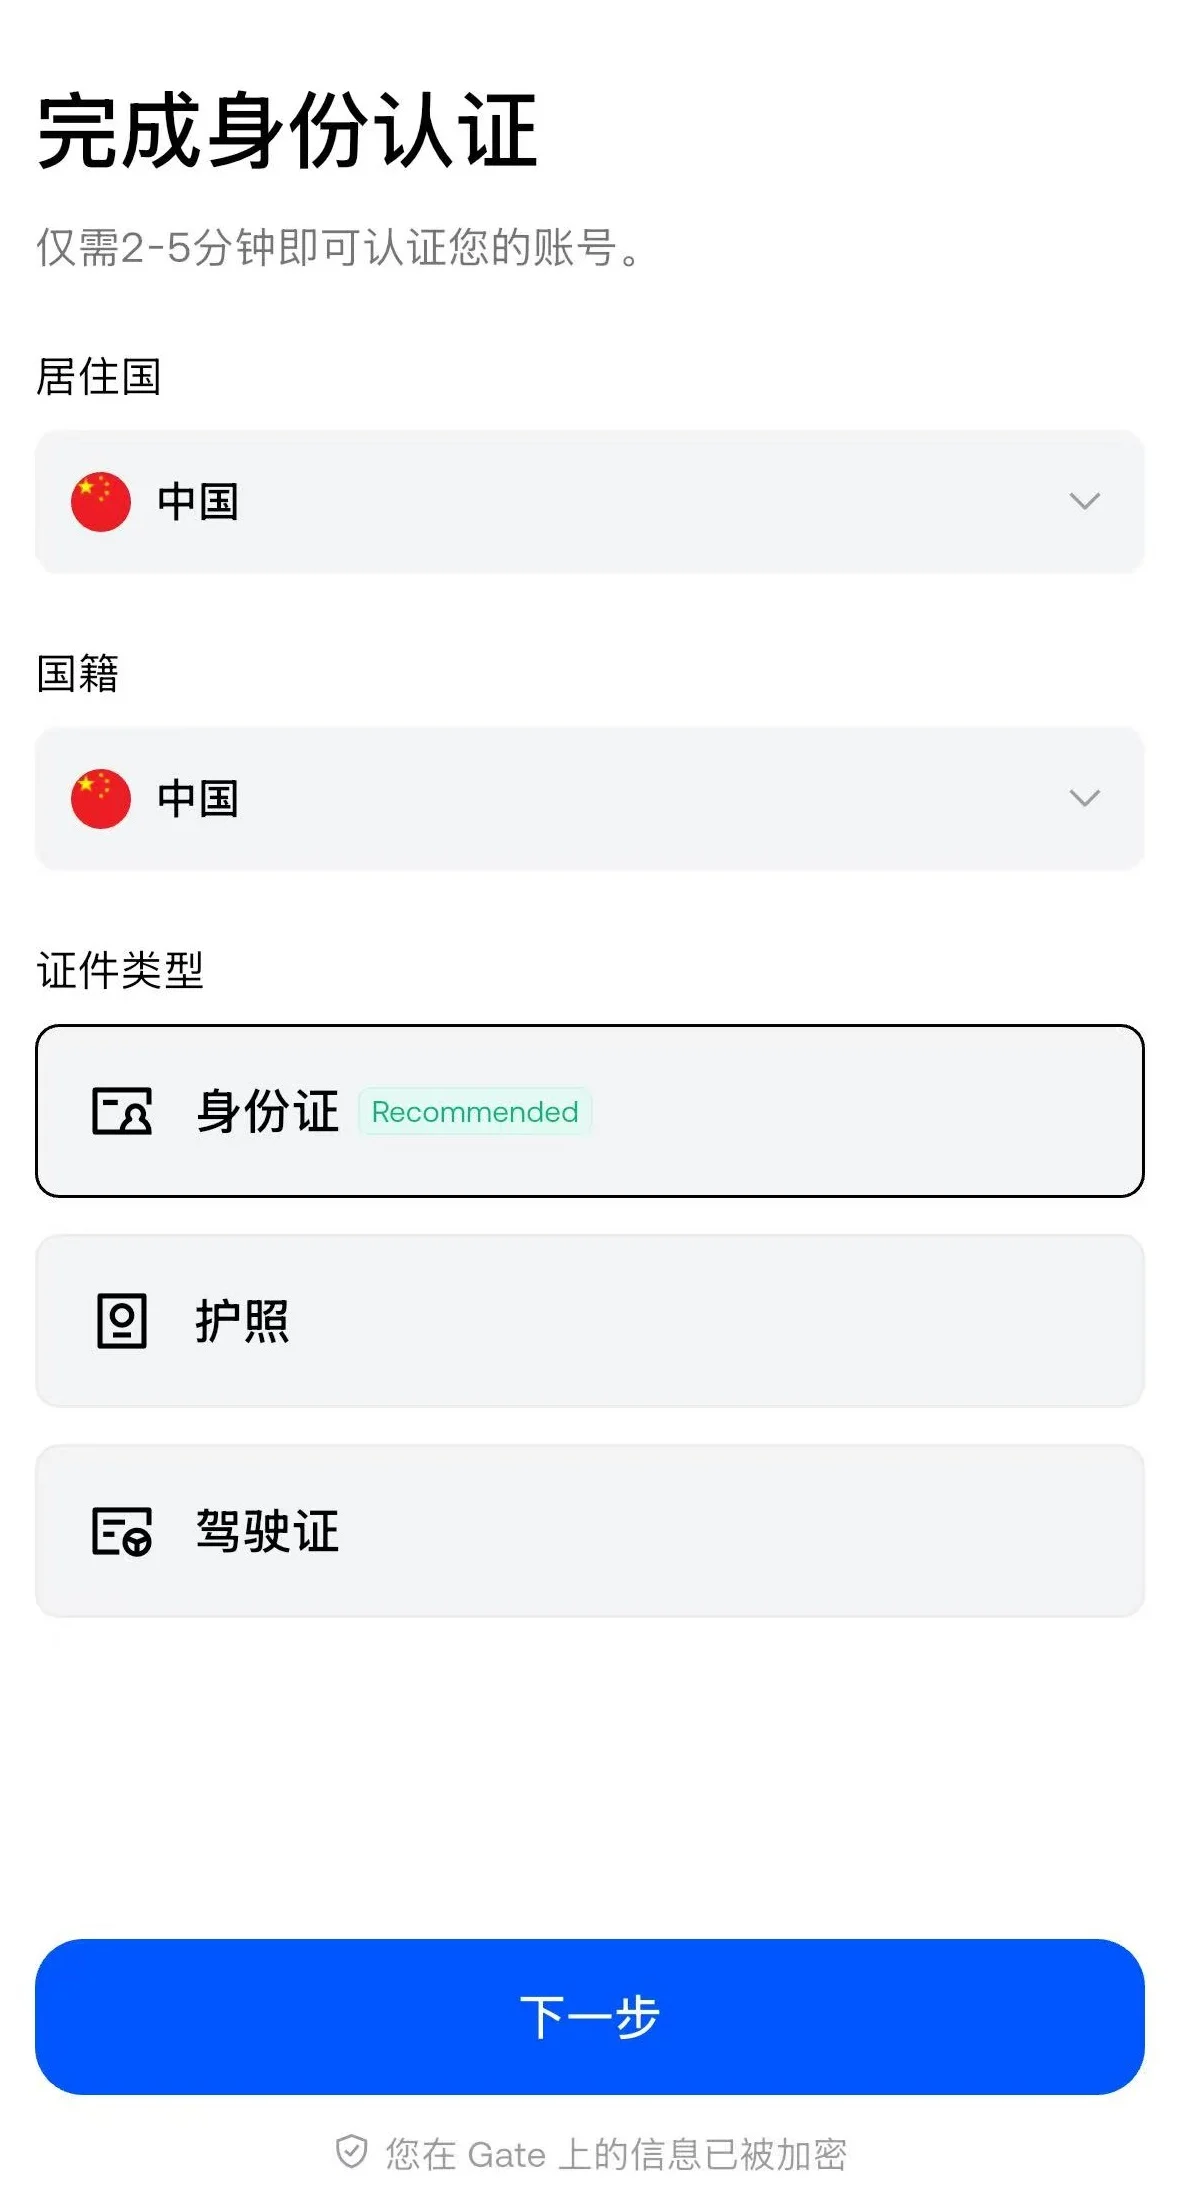 完成身份认证
仅需2-5分钟即可认证您的账号。
居住国
中国
国籍
中国
证件类型
身份证 Recommended
护照
驾驶证
下一步
您在 Gate 上的信息已被加密